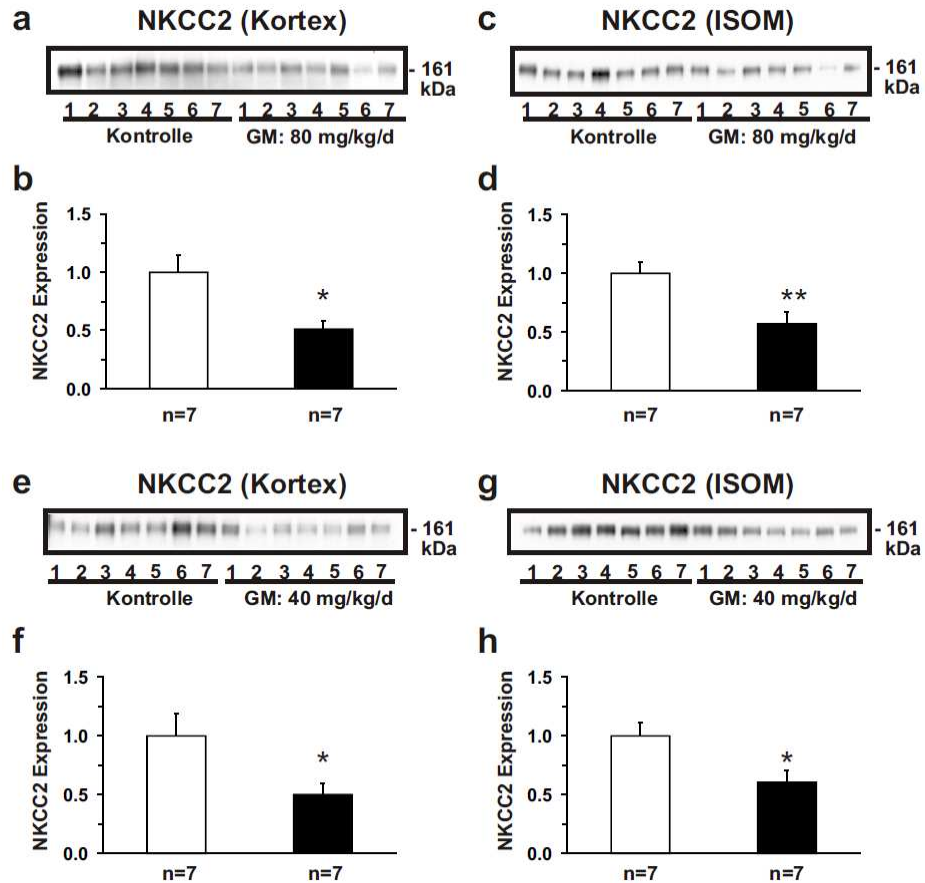 a NKCC2 (Kortex)
- 161
kDa
1 2 3 4 5 6 7 1 2 3 4 5 6 7
Kontrolle GM: 80 mg/kg/d
b
NKCC2 Expression
1.5
1.0
0.5
0.0
*
n=7 n=7
c NKCC2 (ISOM)
- 161
kDa
1 2 3 4 5 6 7 1 2 3 4 5 6 7
Kontrolle GM: 80 mg/kg/d
d
NKCC2 Expression
1.5
1.0
0.5
0.0
**
n=7 n=7
e NKCC2 (Kortex)
- 161
kDa
1 2 3 4 5 6 7 1 2 3 4 5 6 7
Kontrolle GM: 40 mg/kg/d
f
NKCC2 Expression
1.5
1.0
0.5
0.0
*
n=7 n=7
g NKCC2 (ISOM)
- 161
kDa
1 2 3 4 5 6 7 1 2 3 4 5 6 7
Kontrolle GM: 40 mg/kg/d
h
NKCC2 Expression
1.5
1.0
0.5
0.0
*
n=7 n=7